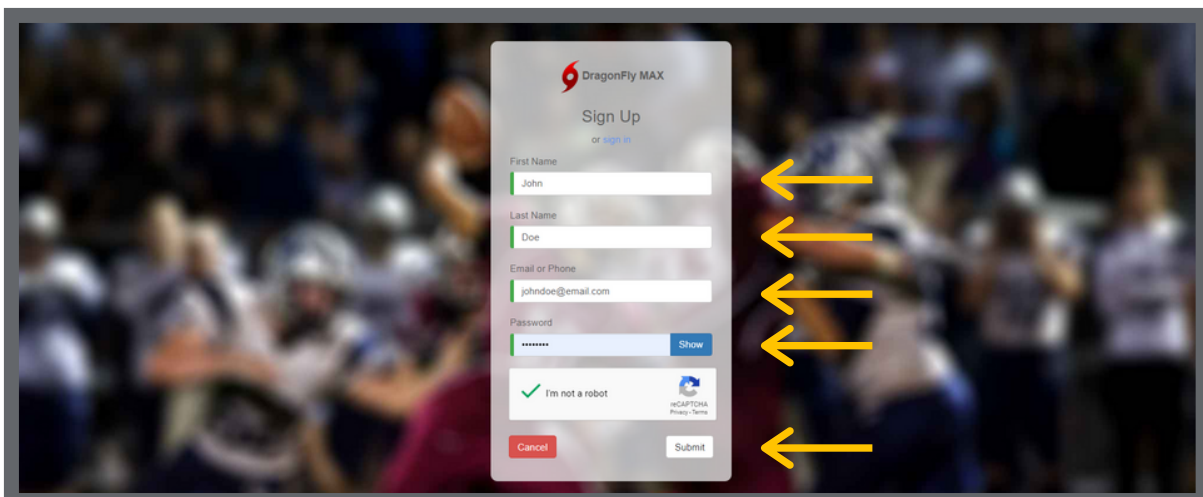 DragonFly MAX
Sign Up
or sign in
First Name
John
Last Name
Doe
Email or Phone
johndoe@email.com
Password
•••••••• Show
I'm not a robot
reCAPTCHA
Privacy - Terms
Cancel Submit